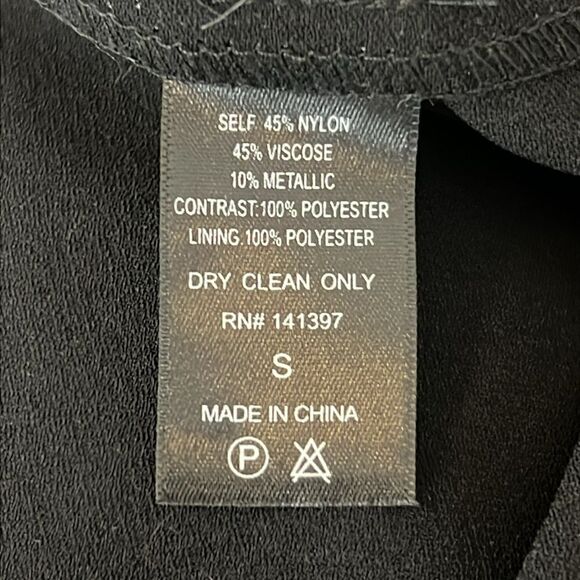 SELF 45% NYLON
45% VISCOSE
10% METALLIC
CONTRAST:100% POLYESTER
LINING.100% POLYESTER
DRY CLEAN ONLY
RN# 141397
S
MADE IN CHINA
P